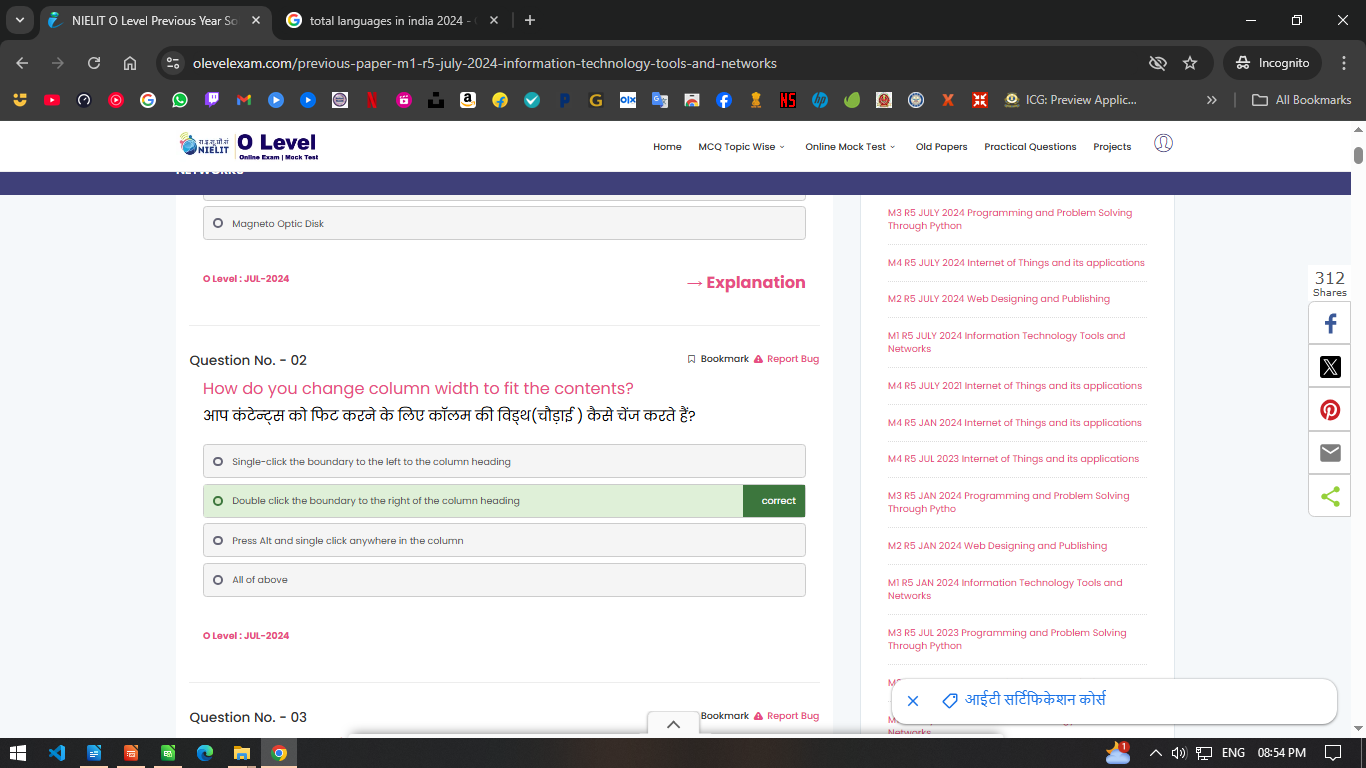 NIELIT O Level Previous Year So
total languages in india 2024 -
olevelexam.com/previous-paper-m1-r5-july-2024-information-technology-tools-and-networks
Incognito
ICG: Preview Applic...
All Bookmarks
रा.इ.सू.प्रौ.सं
NIELIT
O Level
Online Exam | Mock Test
Home
MCQ Topic Wise
Online Mock Test
Old Papers
Practical Questions
Projects
NETWORKS
Magneto Optic Disk
O Level : JUL-2024
→ Explanation
Question No. - 02
Bookmark
Report Bug
How do you change column width to fit the contents?
आप कंटेन्ट्स को फिट करने के लिए कॉलम की विड्थ(चौड़ाई ) कैसे चेंज करते हैं?
Single-click the boundary to the left to the column heading
Double click the boundary to the right of the column heading
correct
Press Alt and single click anywhere in the column
All of above
O Level : JUL-2024
Question No. - 03
Bookmark
Report Bug
M3 R5 JULY 2024 Programming and Problem Solving
Through Python
M4 R5 JULY 2024 Internet of Things and its applications
M2 R5 JULY 2024 Web Designing and Publishing
M1 R5 JULY 2024 Information Technology Tools and
Networks
M4 R5 JULY 2021 Internet of Things and its applications
M4 R5 JAN 2024 Internet of Things and its applications
M4 R5 JUL 2023 Internet of Things and its applications
M3 R5 JAN 2024 Programming and Problem Solving
Through Pytho
M2 R5 JAN 2024 Web Designing and Publishing
M1 R5 JAN 2024 Information Technology Tools and
Networks
M3 R5 JUL 2023 Programming and Problem Solving
Through Python
आईटी सर्टिफिकेशन कोर्स
Networks
312
Shares
1
ENG
08:54 PM